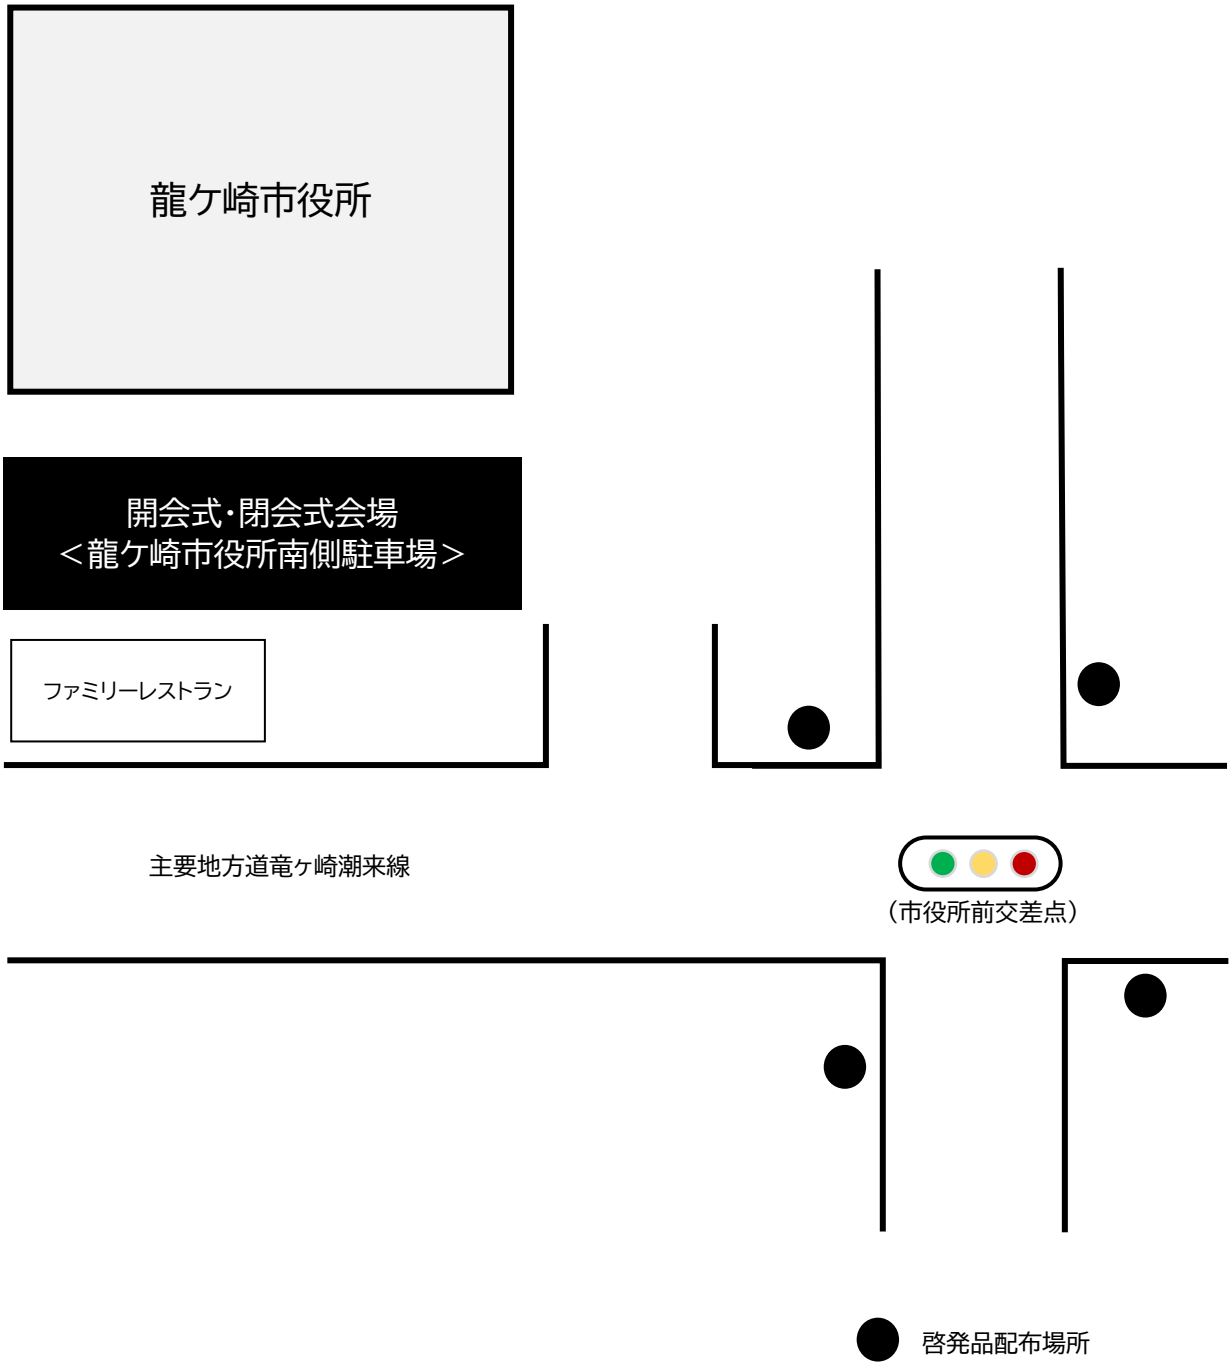 龍ケ崎市役所
開会式・閉会式会場
＜龍ケ崎市役所南側駐車場＞
ファミリーレストラン
主要地方道竜ヶ崎潮来線
（市役所前交差点）
啓発品配布場所